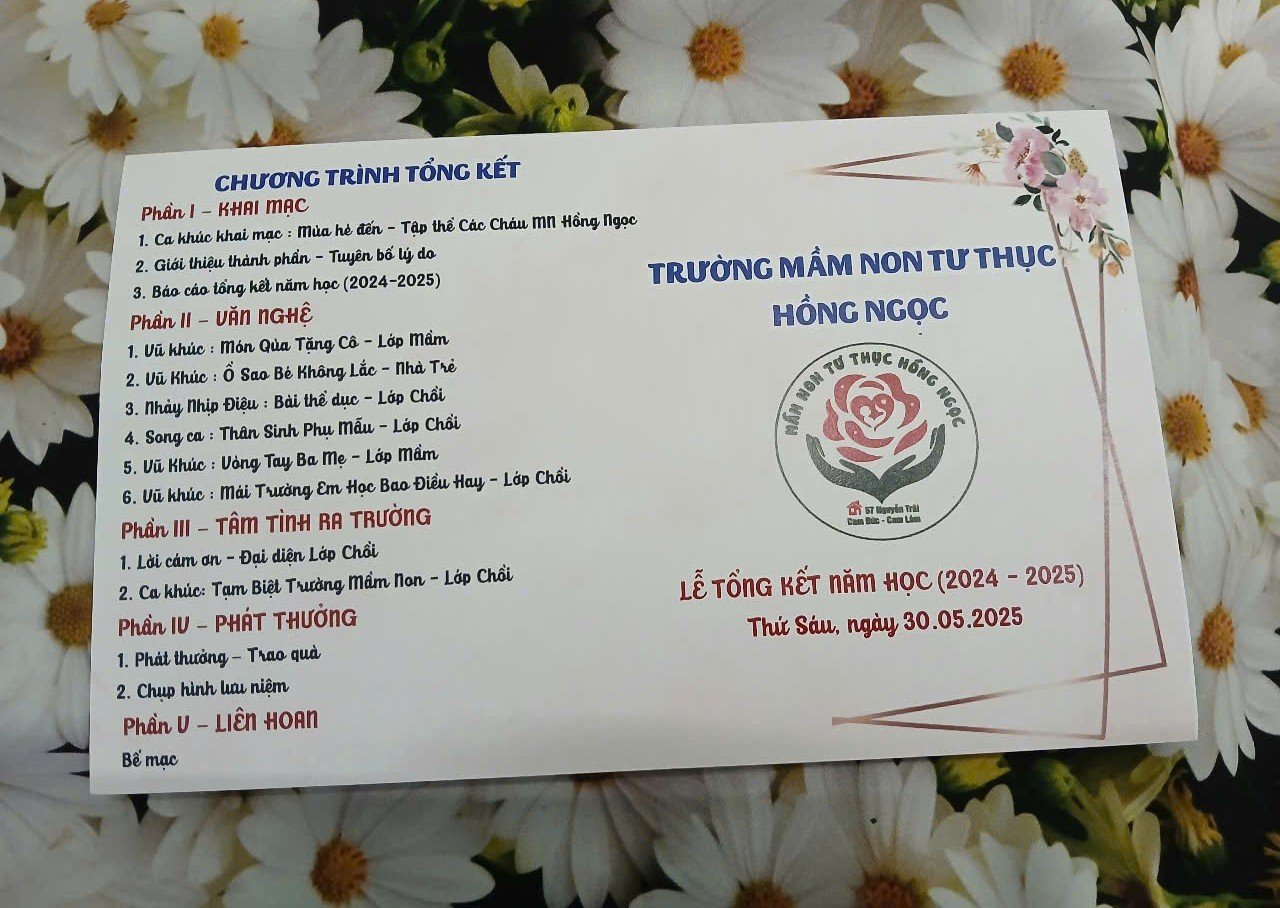 CHƯƠNG TRÌNH TỔNG KẾT
Phần I - KHAI MẠC
1. Ca khúc khai mạc : Mùa hè đến - Tập thể Các Cháu MN Hồng Ngọc
2. Giới thiệu thành phần - Tuyên bố lý do
3. Báo cáo tổng kết năm học (2024-2025)
Phần II - VĂN NGHỆ
1. Vũ khúc : Món Qùa Tặng Cô - Lớp Mầm
2. Vũ Khúc : Ồ Sao Bé Không Lắc - Nhà Trẻ
3. Nhảy Nhịp Điệu : Bài thể dục - Lớp Chồi
4. Song ca : Thân Sinh Phụ Mẫu - Lớp Chồi
5. Vũ Khúc : Vòng Tay Ba Mẹ - Lớp Mầm
6. Vũ khúc : Mái Trường Em Học Bao Điều Hay - Lớp Chồi
Phần III - TÂM TÌNH RA TRƯỜNG
1. Lời cám ơn - Đại diện Lớp Chồi
2. Ca khúc: Tạm Biệt Trường Mầm Non - Lớp Chồi
Phần IV - PHÁT THƯỞNG
1. Phát thưởng - Trao quà
2. Chụp hình lưu niệm
Phần V - LIÊN HOAN
Bế mạc
TRƯỜNG MẦM NON TƯ THỤC
HỒNG NGỌC
MẦM NON TƯ THỤC HỒNG NGỌC
57 Nguyễn Trãi
Cam Đức - Cam Lâm
LỄ TỔNG KẾT NĂM HỌC (2024 - 2025)
Thứ Sáu, ngày 30.05.2025